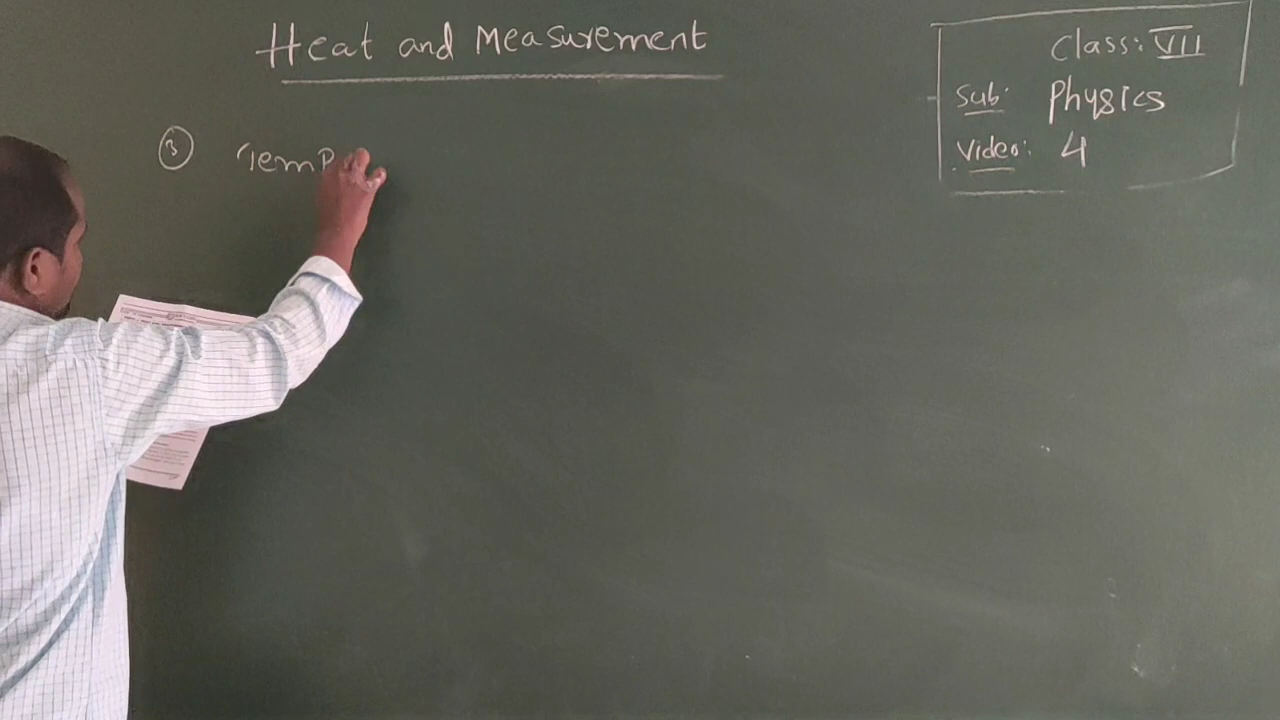 Heat and Measurement
Class: VII
Sub: Physics
Video: 4
3 Temp